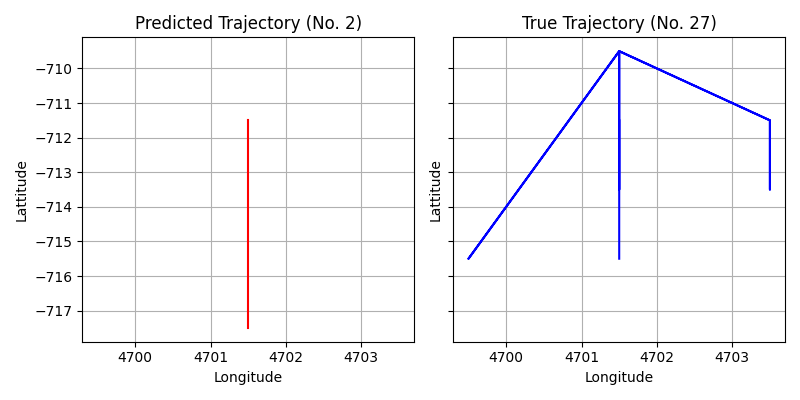 Predicted Trajectory (No. 2)
Lattitude
−710
−711
−712
−713
−714
−715
−716
−717
4700 4701 4702 4703
Longitude
True Trajectory (No. 27)
Lattitude
4700 4701 4702 4703
Longitude